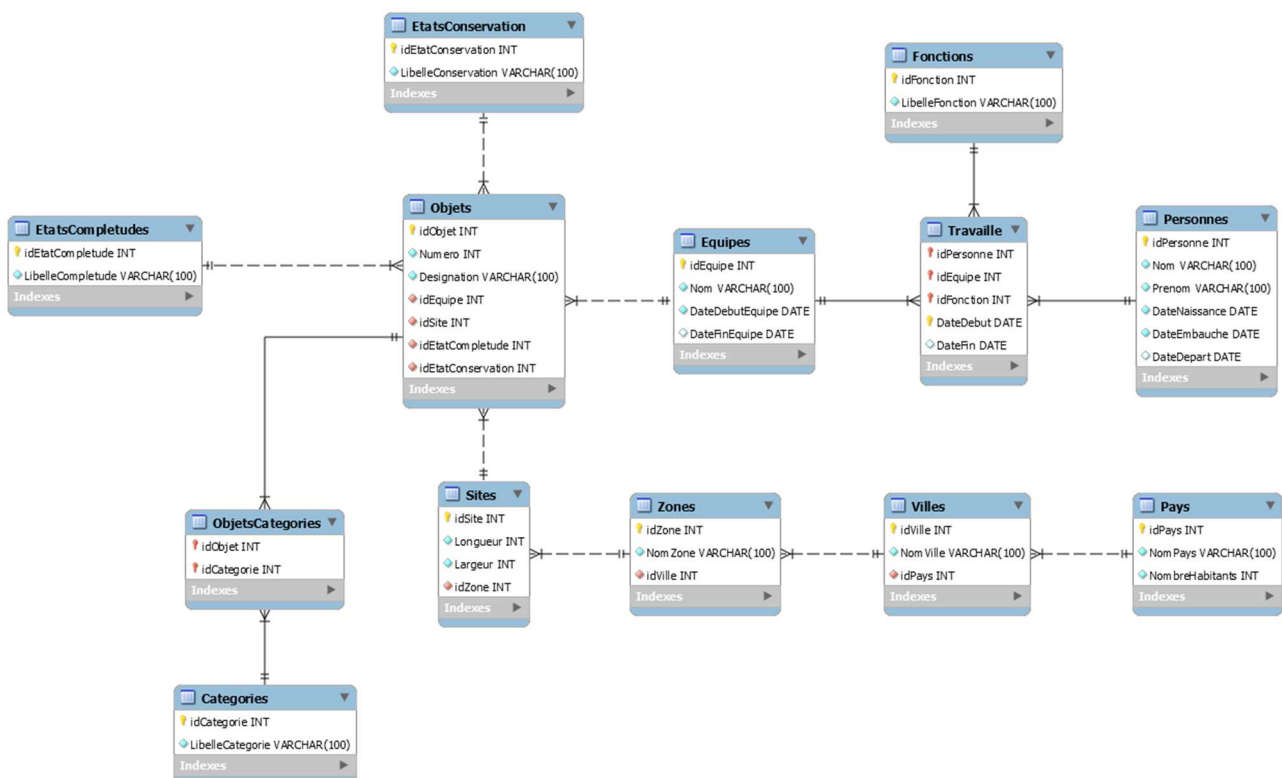 EtatsConservation
idEtatConservation INT
LibelleConservation VARCHAR(100)
Indexes
Fonctions
idFonction INT
LibelleFonction VARCHAR(100)
Indexes
EtatsCompletudes
idEtatCompletude INT
LibelleCompletude VARCHAR(100)
Indexes
Objets
idObjet INT
Numero INT
Designation VARCHAR(100)
idEquipe INT
idSite INT
idEtatCompletude INT
idEtatConservation INT
Indexes
Equipes
idEquipe INT
Nom VARCHAR(100)
DateDebutEquipe DATE
DateFinEquipe DATE
Indexes
Travaille
idPersonne INT
idEquipe INT
idFonction INT
DateDebut DATE
DateFin DATE
Indexes
Personnes
idPersonne INT
Nom VARCHAR(100)
Prenom VARCHAR(100)
DateNaissance DATE
DateEmbauche DATE
DateDepart DATE
Indexes
ObjetsCategories
idObjet INT
idCategorie INT
Indexes
Sites
idSite INT
Longueur INT
Largeur INT
idZone INT
Indexes
Zones
idZone INT
NomZone VARCHAR(100)
idVille INT
Indexes
Villes
idVille INT
NomVille VARCHAR(100)
idPays INT
Indexes
Pays
idPays INT
NomPays VARCHAR(100)
NombreHabitants INT
Indexes
Categories
idCategorie INT
LibelleCategorie VARCHAR(100)
Indexes